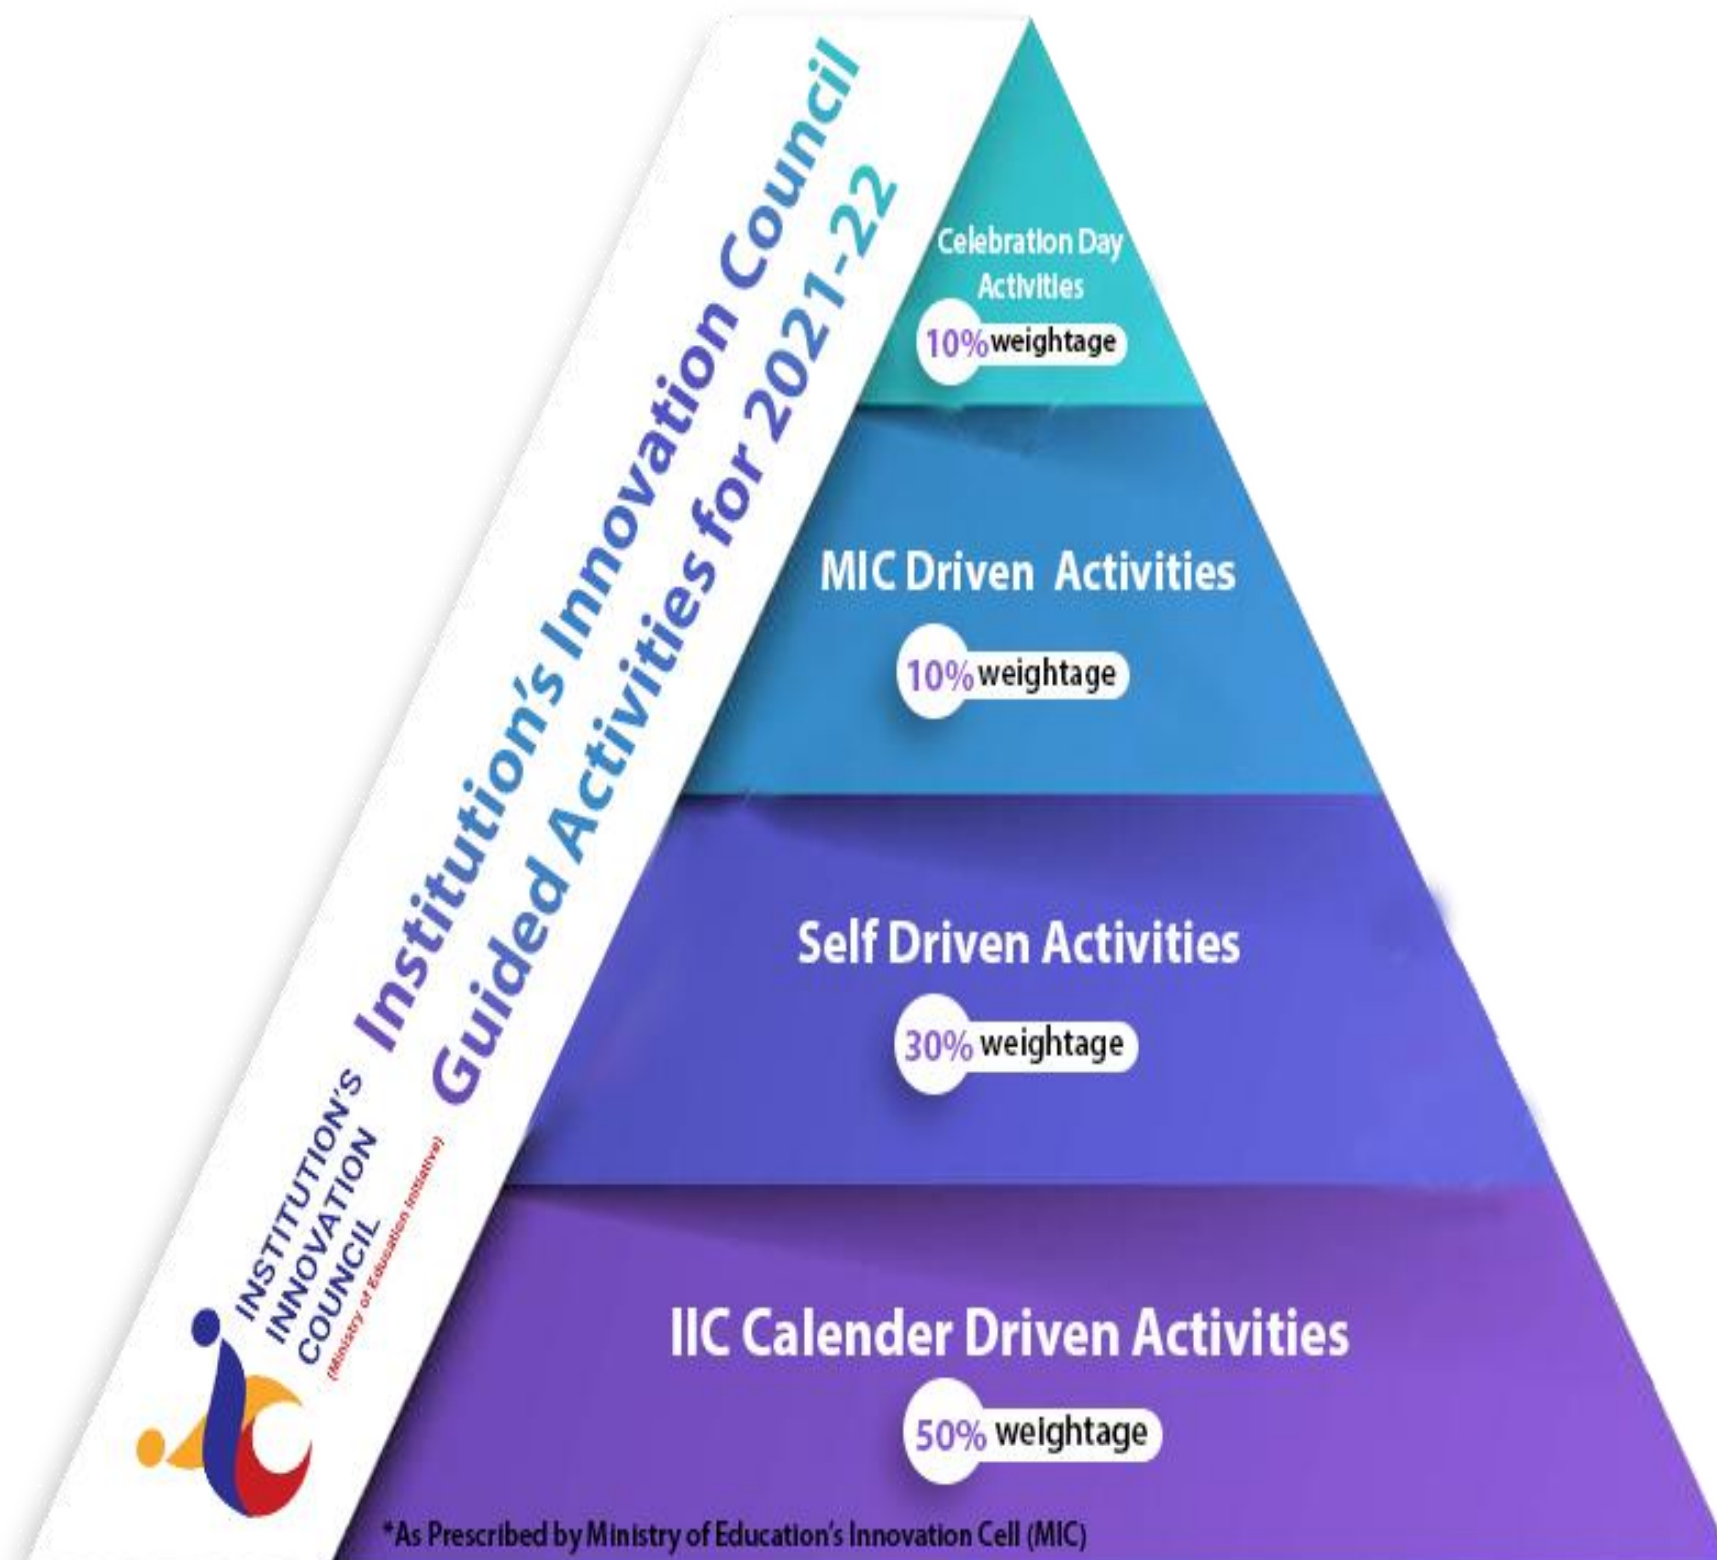 Institution's Innovation Council
Guided Activities for 2021-22
INSTITUTION'S
INNOVATION
COUNCIL
(Ministry of Education Initiative)
Celebration Day
Activities
10% weightage
MIC Driven Activities
10% weightage
Self Driven Activities
30% weightage
IIC Calender Driven Activities
50% weightage
*As Prescribed by Ministry of Education's Innovation Cell (MIC)